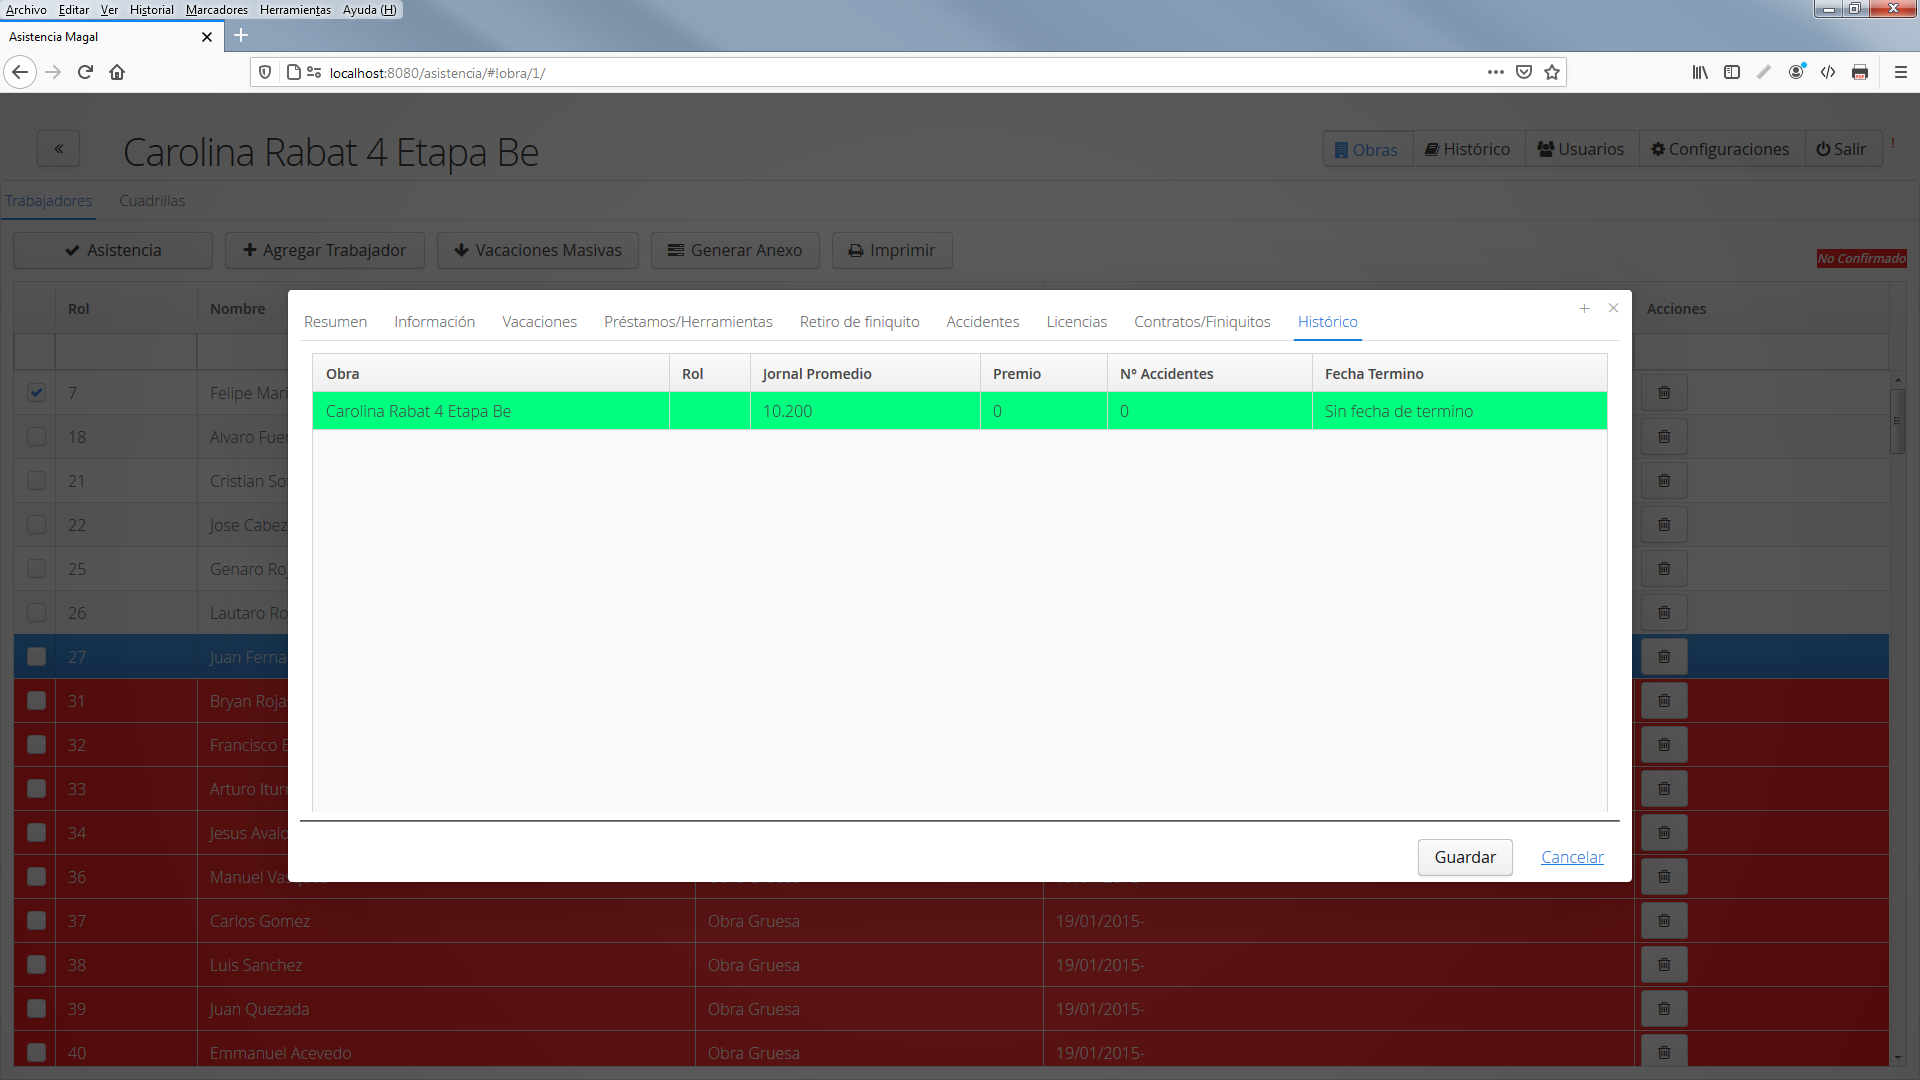 Archivo Editar Ver Historial Marcadores Herramientas Ayuda (H)
Asistencia Magal
localhost:8080/asistencia/#!obra/1/
Carolina Rabat 4 Etapa Be
Obras Histórico Usuarios Configuraciones Salir !
Trabajadores Cuadrillas
Asistencia Agregar Trabajador Vacaciones Masivas Generar Anexo Imprimir
No Confirmado
Rol Nombre Acciones
Resumen Información Vacaciones Préstamos/Herramientas Retiro de finiquito Accidentes Licencias Contratos/Finiquitos Histórico
Obra Rol Jornal Promedio Premio Nº Accidentes Fecha Termino
Carolina Rabat 4 Etapa Be 10.200 0 0 Sin fecha de termino
Guardar Cancelar
7 Felipe Mari
18 Alvaro Fue
21 Cristian So
22 Jose Cabez
25 Genaro Ro
26 Lautaro Ro
27 Juan Ferna
31 Bryan Roja
32 Francisco
33 Arturo Itur
34 Jesus Avalo
36 Manuel
37 Carlos Gomez Obra Gruesa 19/01/2015-
38 Luis Sanchez Obra Gruesa 19/01/2015-
39 Juan Quezada Obra Gruesa 19/01/2015-
40 Emmanuel Acevedo Obra Gruesa 19/01/2015-